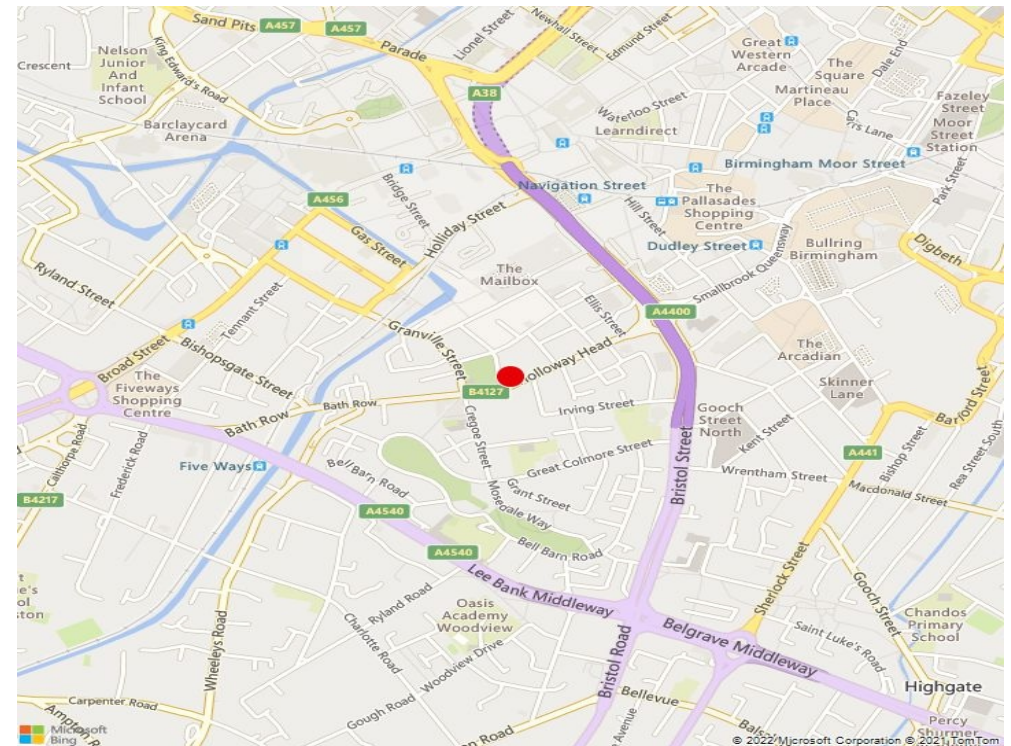 Sand Pits
A457
A457
Parade
Lionel Street
Newhall Street
Edmund Street
Great
Western
Arcade
Dale End
The
Square
Martineau
Place
Nelson
Junior
And
Infant
School
Crescent
King Edward's Road
A38
Waterloo Street
Learndirect
Carrs Lane
Fazeley
Street
Moor
Street
Station
Barclaycard
Arena
Birmingham Moor Street
Park Street
Bridge Street
Navigation Street
The
Pallasades
Shopping
Centre
Hill Street
A456
Gas Street
Holliday Street
Dudley Street
Bullring
Birmingham
Digbeth
Ryland Street
The
Mailbox
Smallbrook Queensway
Tennant Street
Ellis Street
A4400
Granville Street
Broad Street
Bishopsgate Street
The
Arcadian
The
Fiveways
Shopping
Centre
Holloway Head
B4127
Skinner
Lane
Bath Row
Bath Row
Irving Street
Gooch
Street
North
Kent Street
Barford Street
Cregoe Street
Calthorpe Road
Frederick Road
Five Ways
Bell Barn Road
Great Colmore Street
Bristol Street
A441
Bishop Street
Rea Street South
Wrentham Street
Macdonald Street
B4217
Grant Street
Mosedale Way
A4540
Bell Barn Road
A4540
Lee Bank Middleway
Sherlock Street
Gooch Street
Ryland Road
Oasis
Academy
Woodview
Charlotte Road
Wheeleys Road
Woodview Drive
Belgrave Middleway
Saint Luke's Road
Chandos
Primary
School
Bristol Road
Gough Road
Carpenter Road
Bellevue
Avenue
Highgate
Ampton Road
Percy
Shurmer
Microsoft
Bing
© 2022 Microsoft Corporation © 2021 TomTom